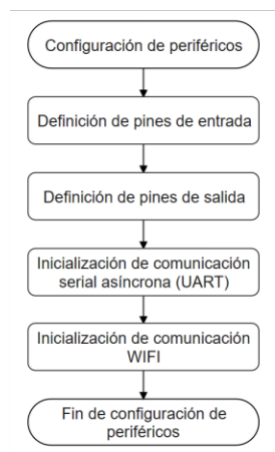 Configuración de periféricos
Definición de pines de entrada
Definición de pines de salida
Inicialización de comunicación
serial asíncrona (UART)
Inicialización de comunicación
WIFI
Fin de configuración de
periféricos